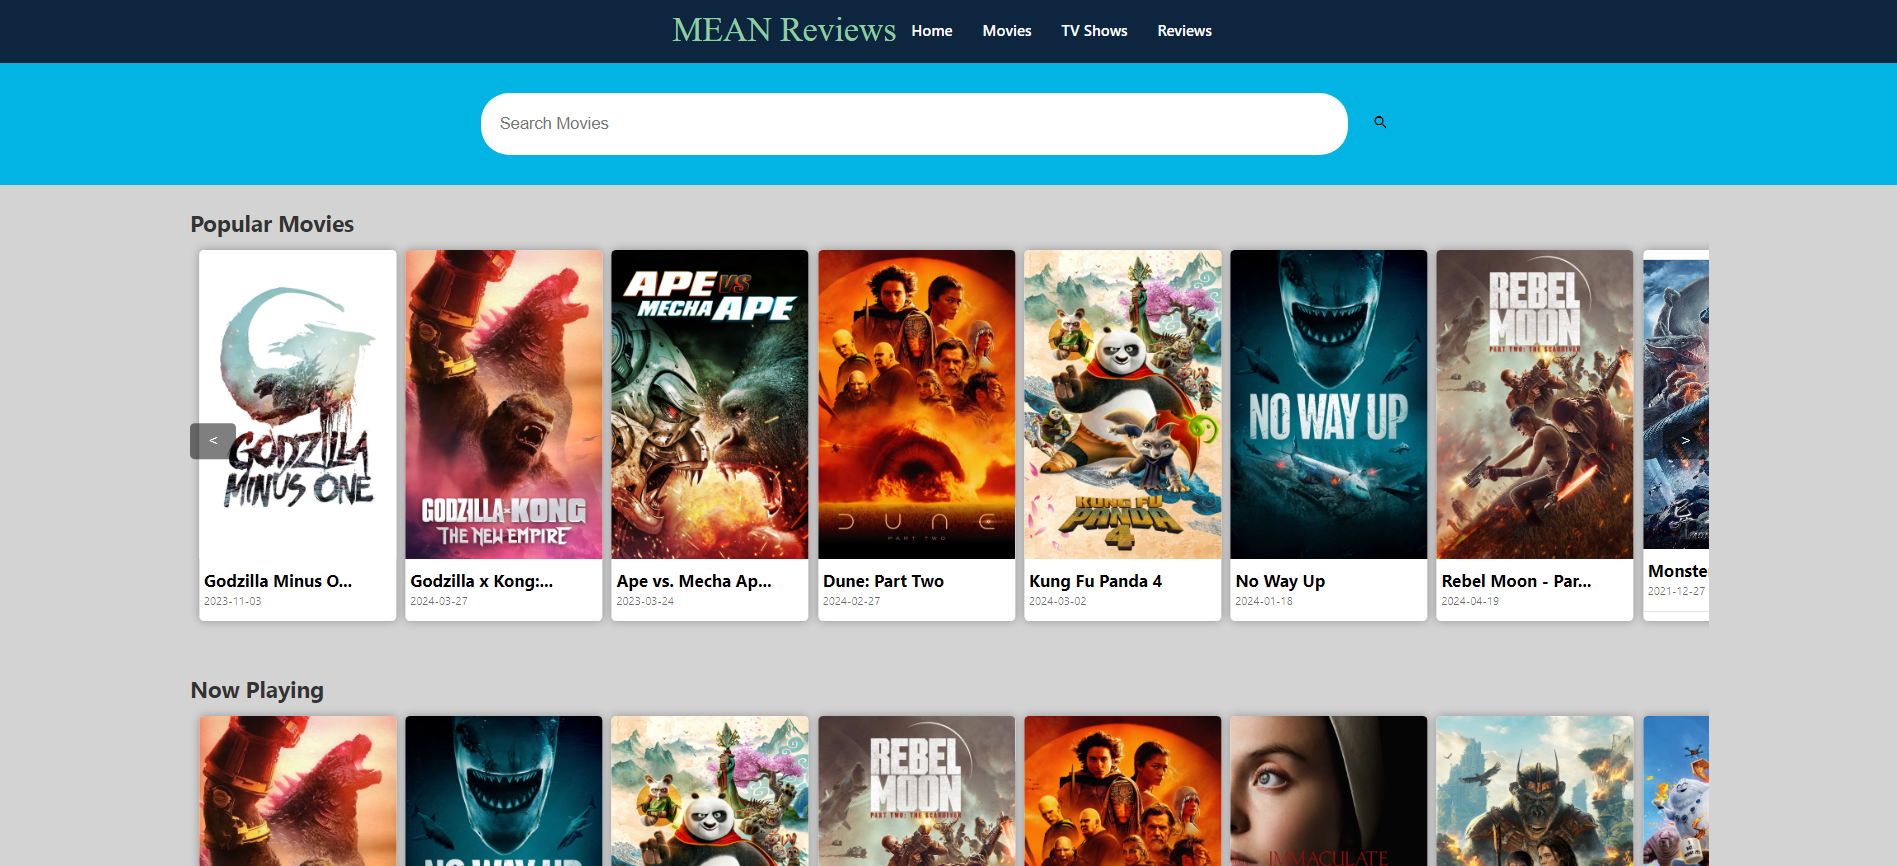 MEAN Reviews Home Movies TV Shows Reviews
Search Movies
Popular Movies
GODZILLA
MINUS ONE
GODZILLA x KONG
THE NEW EMPIRE
APE VS
MECHA APE
DUNE
PART TWO
KUNG FU
PANDA
4
NO WAY UP
REBEL
MOON
PART TWO: THE SCARGIVER
<
>
Godzilla Minus O...
2023-11-03
Godzilla x Kong:...
2024-03-27
Ape vs. Mecha Ap...
2023-03-24
Dune: Part Two
2024-02-27
Kung Fu Panda 4
2024-03-02
No Way Up
2024-01-18
Rebel Moon - Par...
2024-04-19
Monste
2021-12-27
Now Playing
NO WAY UP
REBEL
MOON
PART TWO: THE SCARGIVER
IMMACULATE